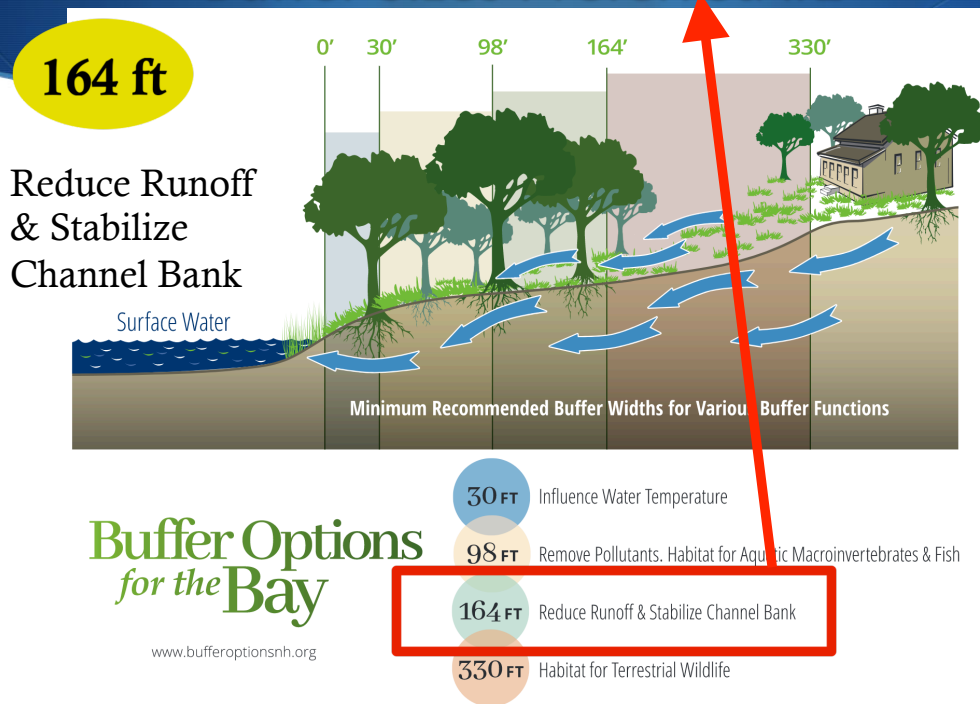 0' 30' 98' 164' 330'
164 ft
Reduce Runoff
& Stabilize
Channel Bank
Surface Water
Minimum Recommended Buffer Widths for Various Buffer Functions
30 FT Influence Water Temperature
98 FT Remove Pollutants. Habitat for Aquatic Macroinvertebrates & Fish
164 FT Reduce Runoff & Stabilize Channel Bank
330 FT Habitat for Terrestrial Wildlife
Buffer Options
for the Bay
www.bufferoptionsnh.org